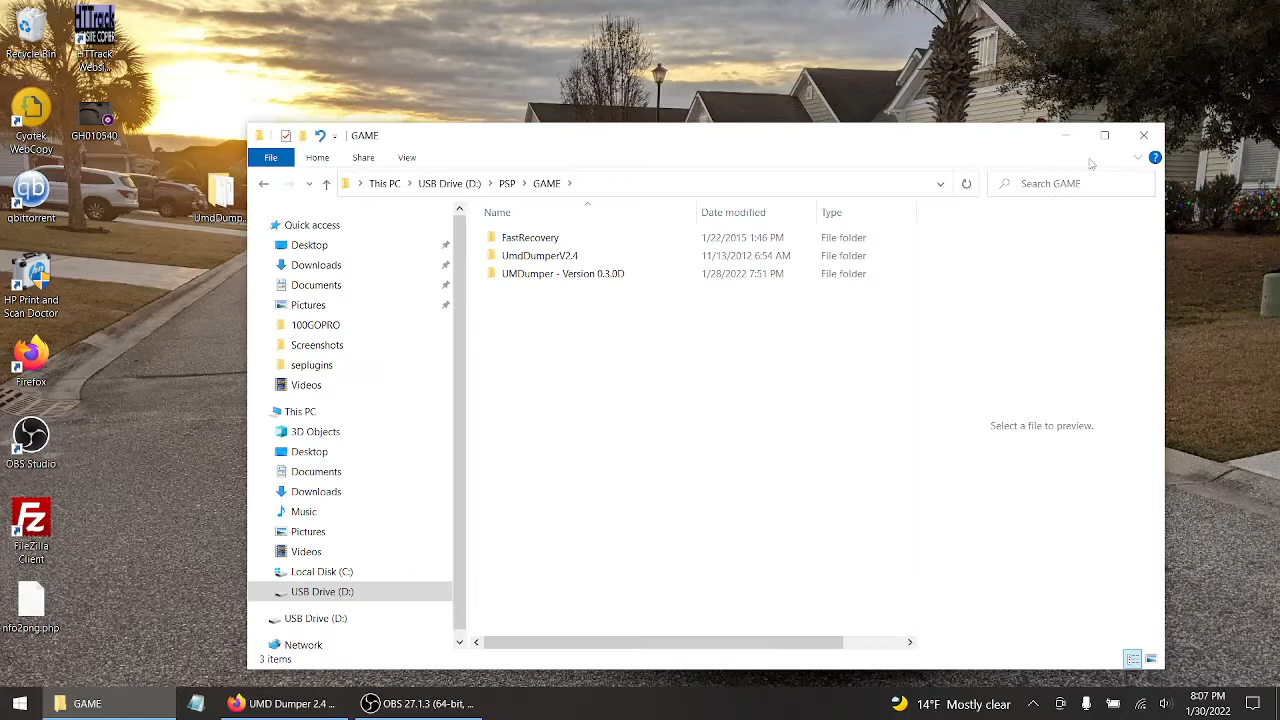 Recycle Bin
HTTrack
WEBSITE COPIER
HTTrack
Websi...
Cyotek
WebCopy
GH010540
qb
qbittorrent
UmdDump...
HP Print and
Scan Doctor
Firefox
OBS Studio
Fz
FileZilla
Client
nfo2png.php
GAME
File
Home
Share
View
This PC
USB Drive (D:)
PSP
GAME
Search GAME
Quick access
Desktop
Downloads
Documents
Pictures
100GOPRO
Screenshots
seplugins
Videos
This PC
3D Objects
Desktop
Documents
Downloads
Music
Pictures
Videos
Local Disk (C:)
USB Drive (D:)
USB Drive (D:)
Network
Name
Date modified
Type
FastRecovery
1/22/2015 1:46 PM
File folder
UmdDumperV2.4
11/13/2012 6:54 AM
File folder
UMDumper - Version 0.3.0D
1/28/2022 7:51 PM
File folder
Select a file to preview.
3 items
GAME
UMD Dumper 2.4 ...
OBS 27.1.3 (64-bit, ...
14°F Mostly clear
8:07 PM
1/30/2022